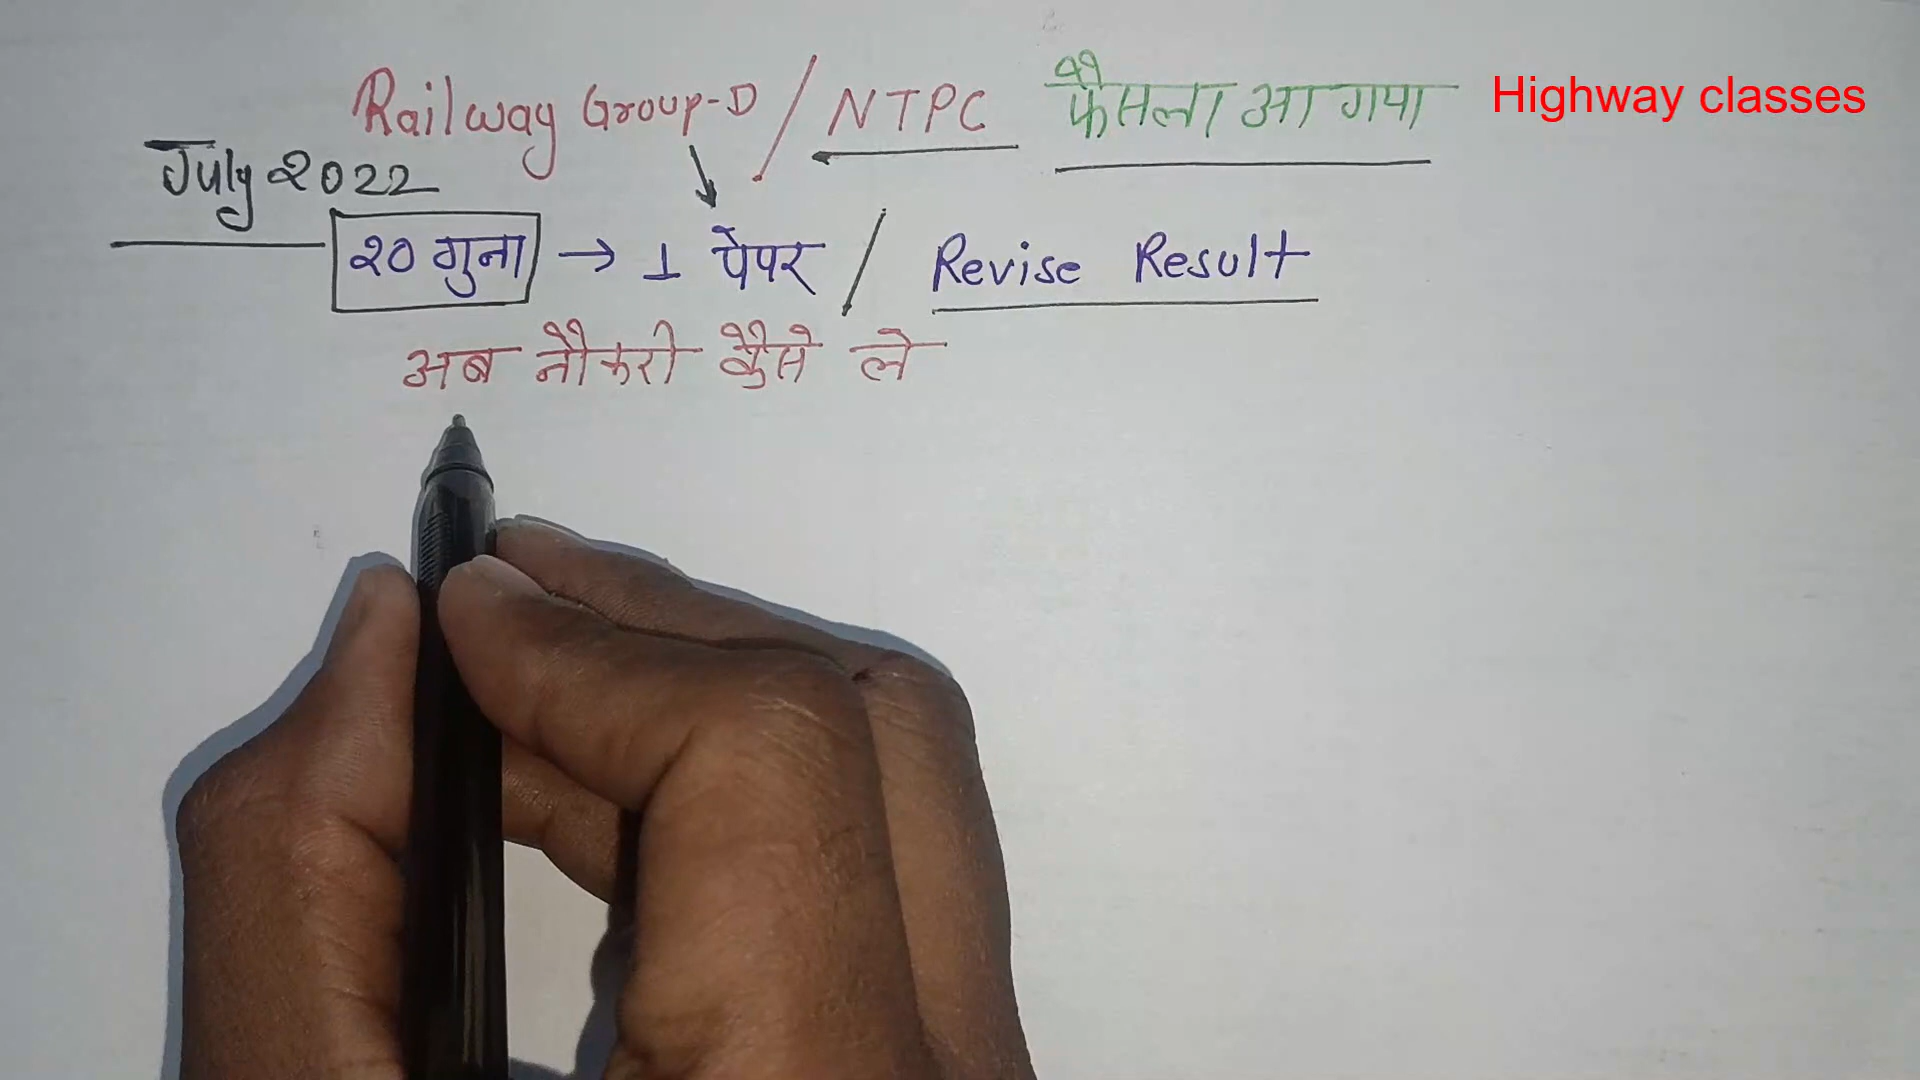 Railway Group-D / NTPC फैसला आ गया Highway classes
July 2022
20 गुना → 1 पेपर / Revise Result
अब नौकरी कैसे ले